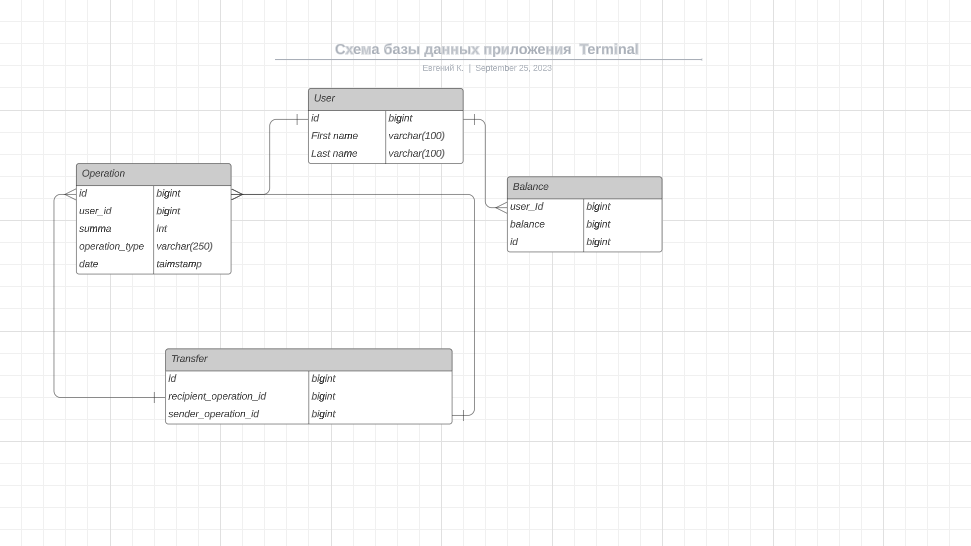 Схема базы данных приложения Terminal
Евгений К. | September 25, 2023
User
id bigint
First name varchar(100)
Last name varchar(100)
Operation
id bigint
user_id bigint
summa int
operation_type varchar(250)
date taimstamp
Balance
user_Id bigint
balance bigint
id bigint
Transfer
id bigint
recipient_operation_id bigint
sender_operation_id bigint